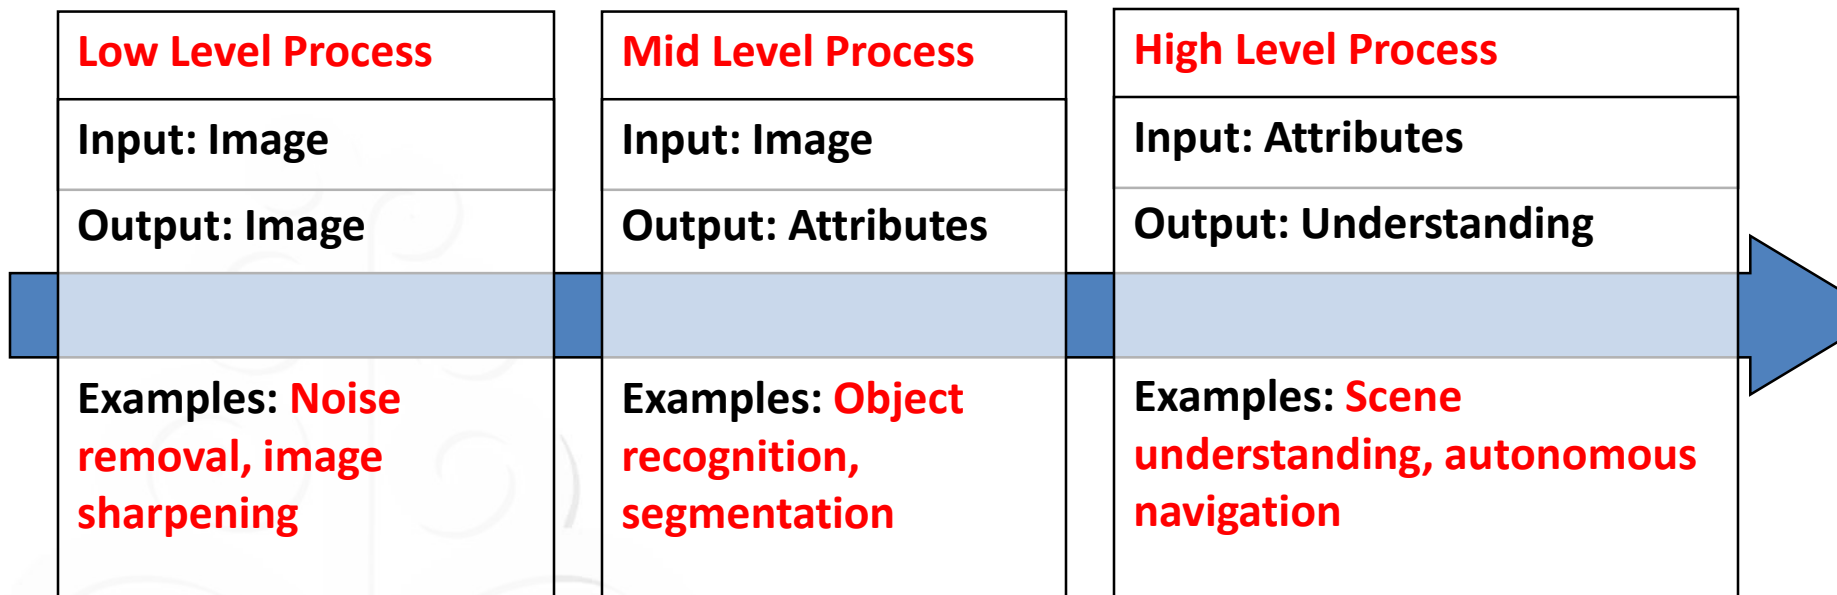 Low Level Process
Input: Image
Output: Image
Examples: Noise
removal, image
sharpening
Mid Level Process
Input: Image
Output: Attributes
Examples: Object
recognition,
segmentation
High Level Process
Input: Attributes
Output: Understanding
Examples: Scene
understanding, autonomous
navigation